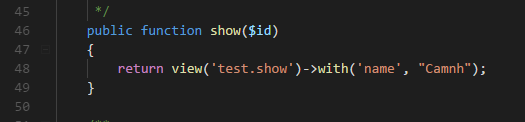 45 */
46 public function show($id)
47 {
48 return view('test.show')->with('name', "Camnh");
49 }
50